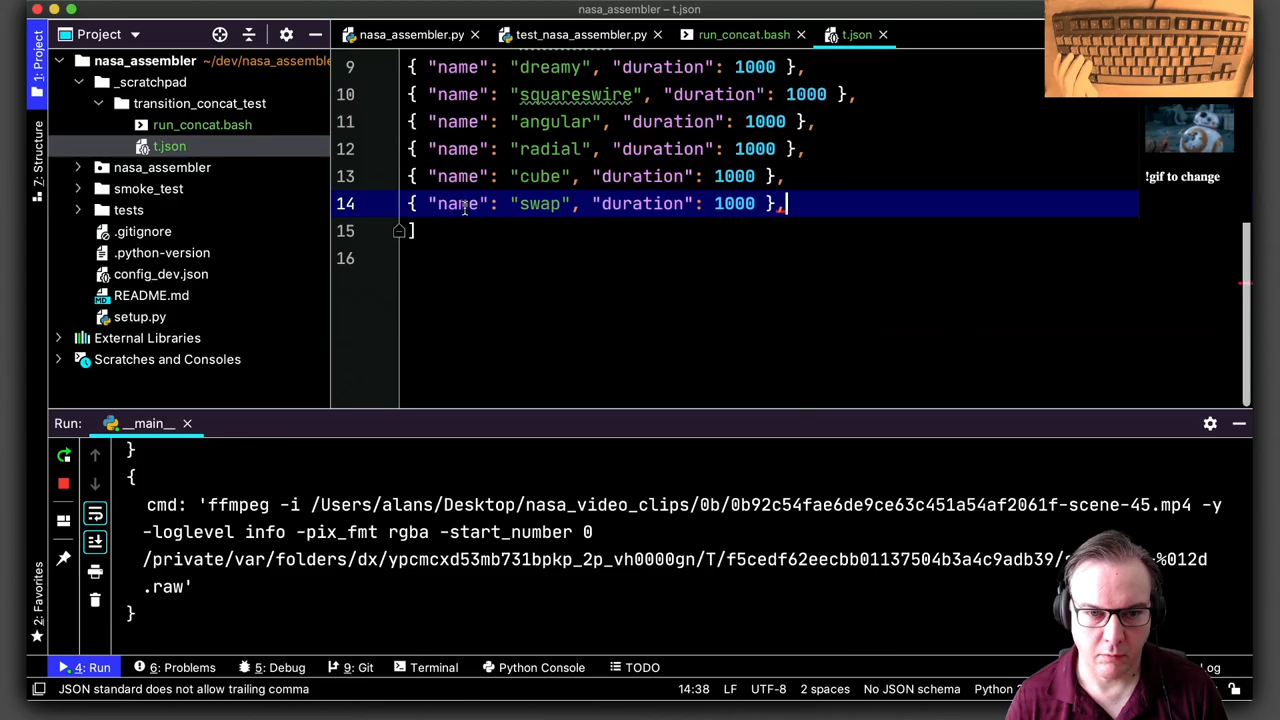 nasa_assembler – t.json
Project
nasa_assembler.py
test_nasa_assembler.py
run_concat.bash
t.json
1: Project
7: Structure
2: Favorites
nasa_assembler ~/dev/nasa_assemble
_scratchpad
transition_concat_test
run_concat.bash
t.json
nasa_assembler
smoke_test
tests
.gitignore
.python-version
config_dev.json
README.md
setup.py
External Libraries
Scratches and Consoles
9 { "name": "dreamy", "duration": 1000 },
10 { "name": "squareswire", "duration": 1000 },
11 { "name": "angular", "duration": 1000 },
12 { "name": "radial", "duration": 1000 },
13 { "name": "cube", "duration": 1000 },
14 { "name": "swap", "duration": 1000 },
15 ]
16
!gif to change
Run: __main__
}
{
cmd: 'ffmpeg -i /Users/alans/Desktop/nasa_video_clips/0b/0b92c54fae6de9ce63c451a54af2061f-scene-45.mp4 -y
-loglevel info -pix_fmt rgba -start_number 0
/private/var/folders/dx/ypcmcxd53mb731bpkp_2p_vh0000gn/T/f5cedf62eecbb01137504b3a4c9adb39/
%012d
.raw'
}
4: Run
6: Problems
5: Debug
9: Git
Terminal
Python Console
TODO
Log
JSON standard does not allow trailing comma
14:38 LF UTF-8 2 spaces No JSON schema Python